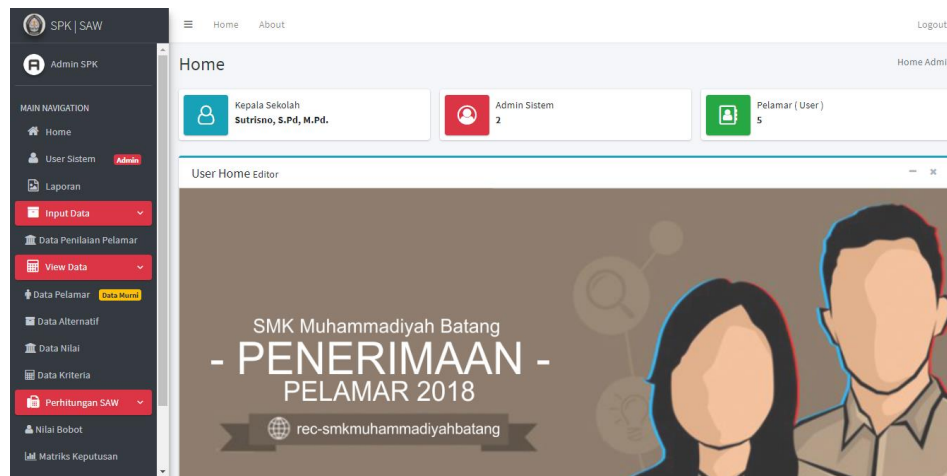 SPK | SAW
Home About
Logout
Admin SPK
Home
Home Admi
MAIN NAVIGATION
Home
User Sistem Admin
Laporan
Input Data
Data Penilaian Pelamar
View Data
Data Pelamar Data Murni
Data Alternatif
Data Nilai
Data Kriteria
Perhitungan SAW
Nilai Bobot
Matriks Keputusan
Kepala Sekolah
Sutrisno, S.Pd, M.Pd.
Admin Sistem
2
Pelamar ( User )
5
User Home Editor
SMK Muhammadiyah Batang
- PENERIMAAN -
PELAMAR 2018
rec-smkmuhammadiyahbatang